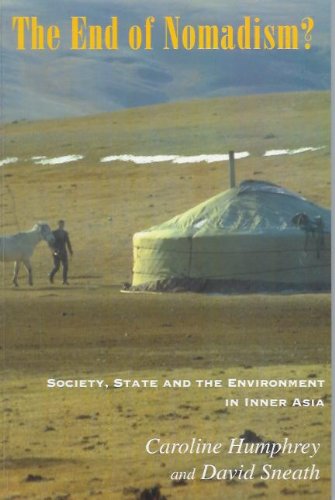 The End of Nomadism?
Society, State and the Environment
in Inner Asia
Caroline Humphrey
and David Sneath